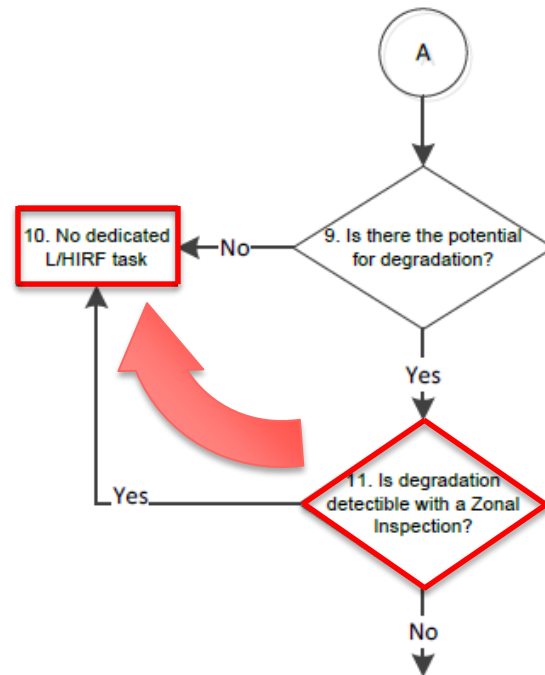 A
9. Is there the potential
for degradation?
No
10. No dedicated
L/HIRF task
Yes
11. Is degradation
detectible with a Zonal
Inspection?
Yes
No